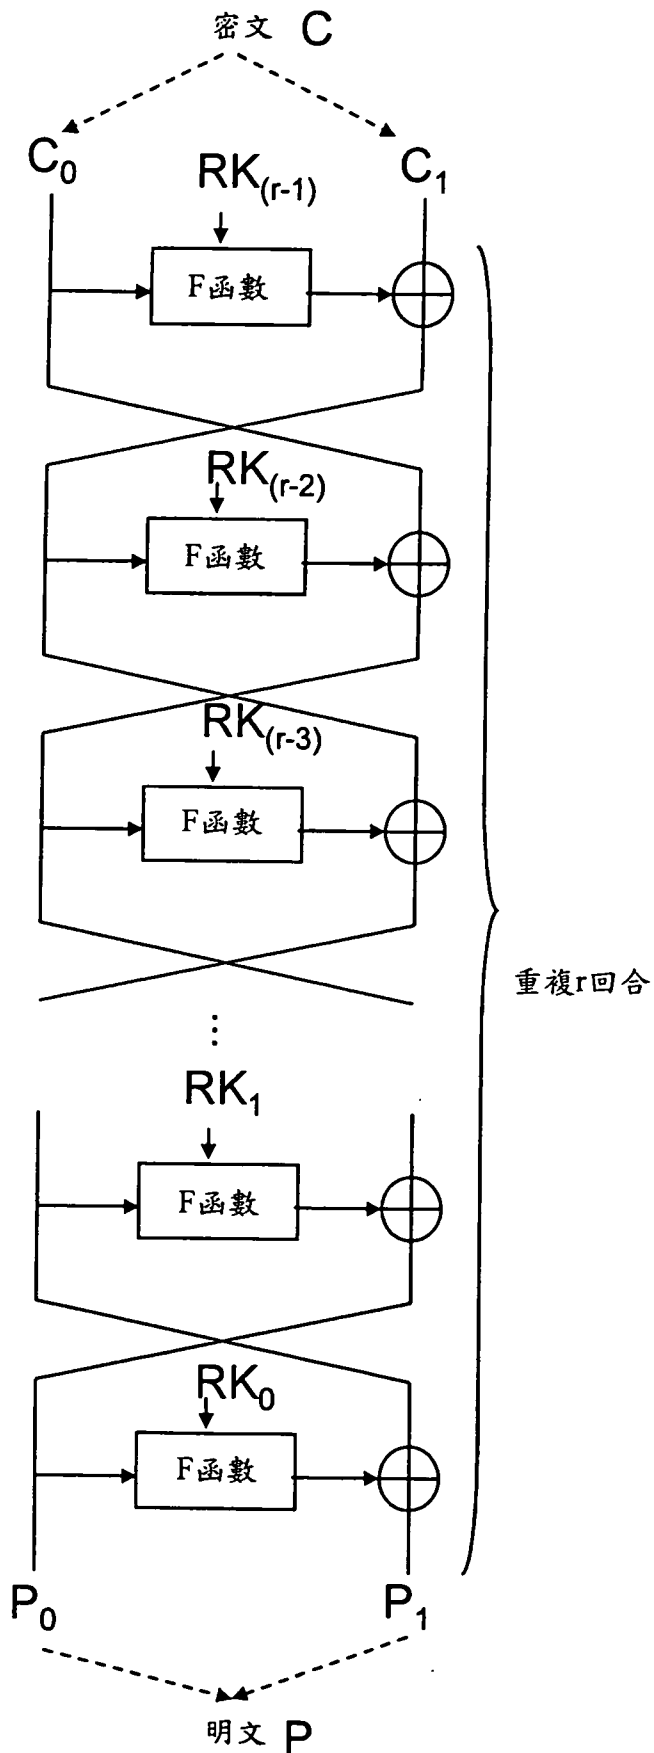 密文 C
C₀
C₁
RK₍ᵣ₋₁₎
F函數
RK₍ᵣ₋₂₎
F函數
RK₍ᵣ₋₃₎
F函數
重複r回合
⋮
RK₁
F函數
RK₀
F函數
P₀
P₁
明文 P